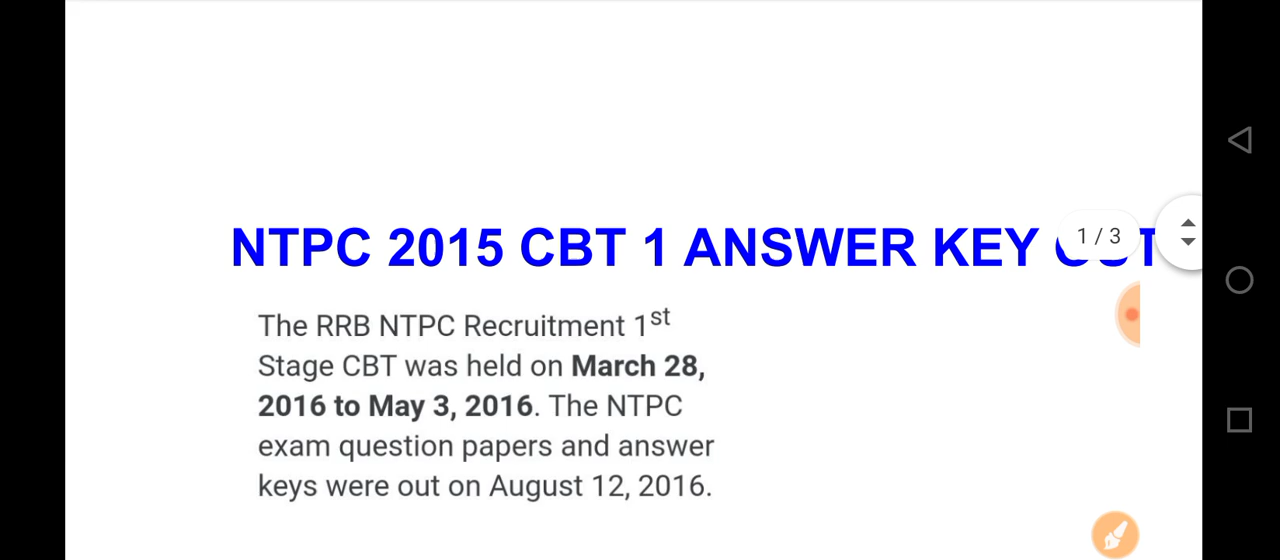 NTPC 2015 CBT 1 ANSWER KEY
1 / 3
The RRB NTPC Recruitment 1st
Stage CBT was held on March 28,
2016 to May 3, 2016. The NTPC
exam question papers and answer
keys were out on August 12, 2016.